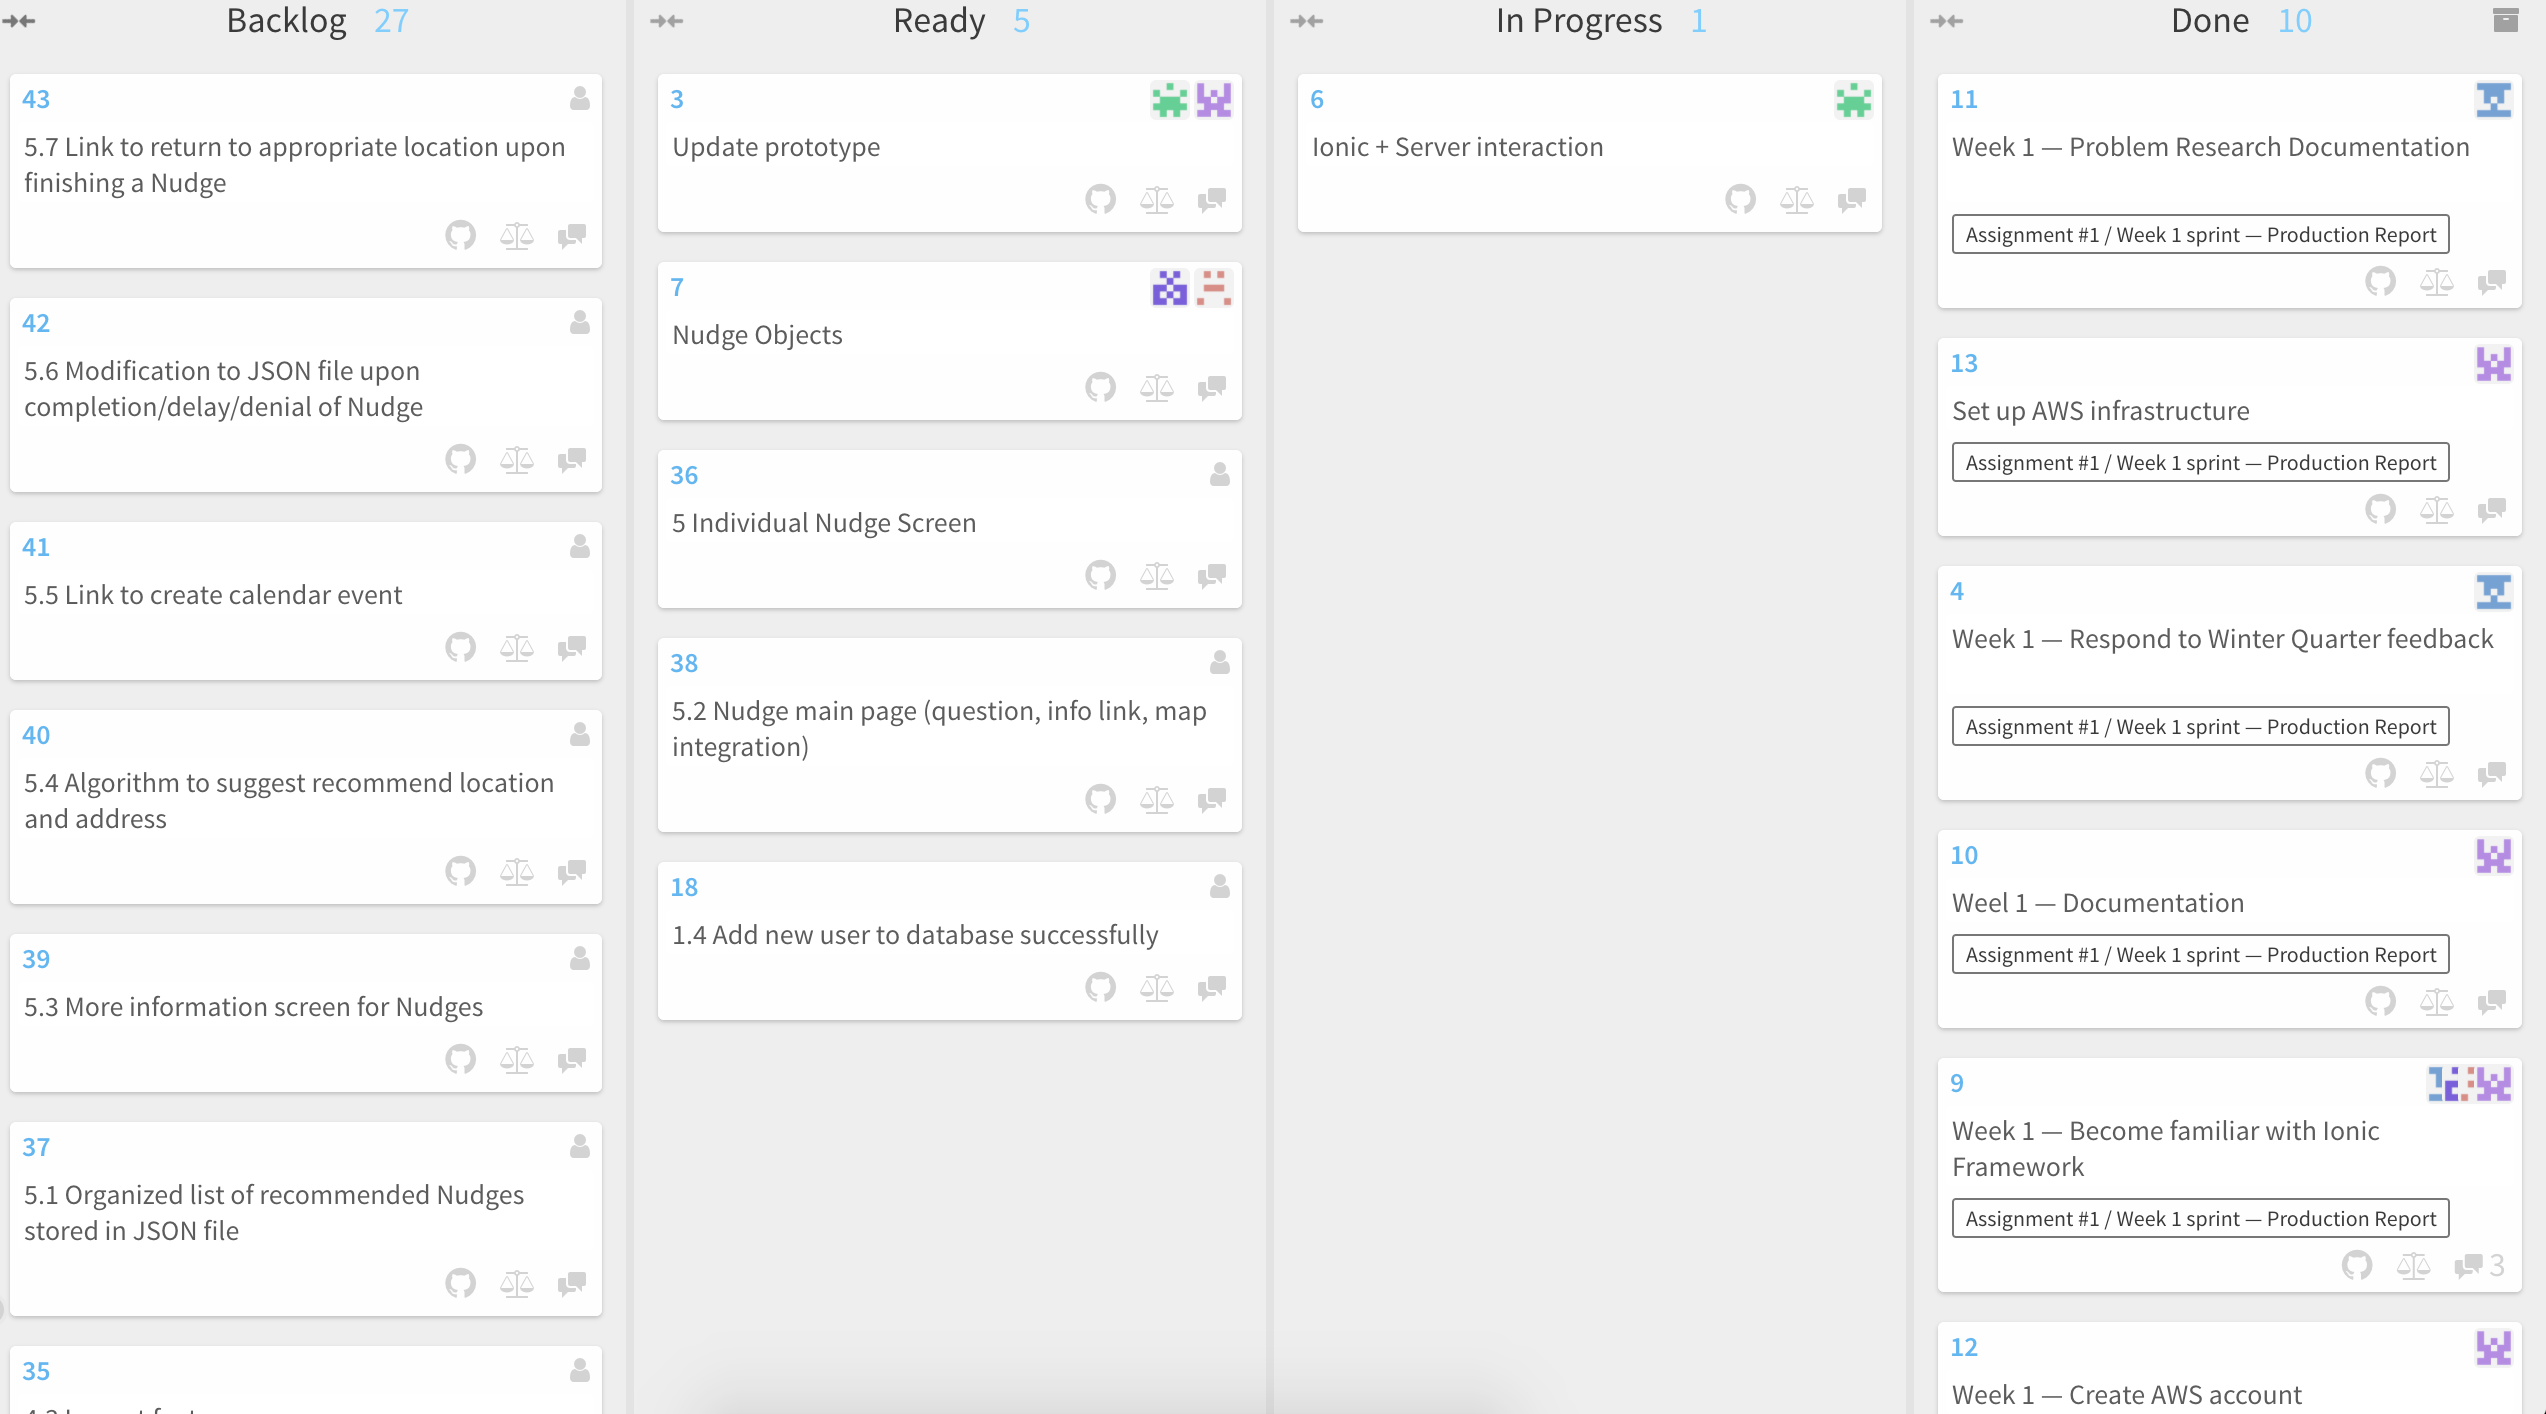 Backlog 27
43
5.7 Link to return to appropriate location upon
finishing a Nudge
42
5.6 Modification to JSON file upon
completion/delay/denial of Nudge
41
5.5 Link to create calendar event
40
5.4 Algorithm to suggest recommend location
and address
39
5.3 More information screen for Nudges
37
5.1 Organized list of recommended Nudges
stored in JSON file
35
Ready 5
3
Update prototype
7
Nudge Objects
36
5 Individual Nudge Screen
38
5.2 Nudge main page (question, info link, map
integration)
18
1.4 Add new user to database successfully
In Progress 1
6
Ionic + Server interaction
Done 10
11
Week 1 — Problem Research Documentation
Assignment #1 / Week 1 sprint — Production Report
13
Set up AWS infrastructure
Assignment #1 / Week 1 sprint — Production Report
4
Week 1 — Respond to Winter Quarter feedback
Assignment #1 / Week 1 sprint — Production Report
10
Weel 1 — Documentation
Assignment #1 / Week 1 sprint — Production Report
9
Week 1 — Become familiar with Ionic
Framework
Assignment #1 / Week 1 sprint — Production Report
3
12
Week 1 — Create AWS account